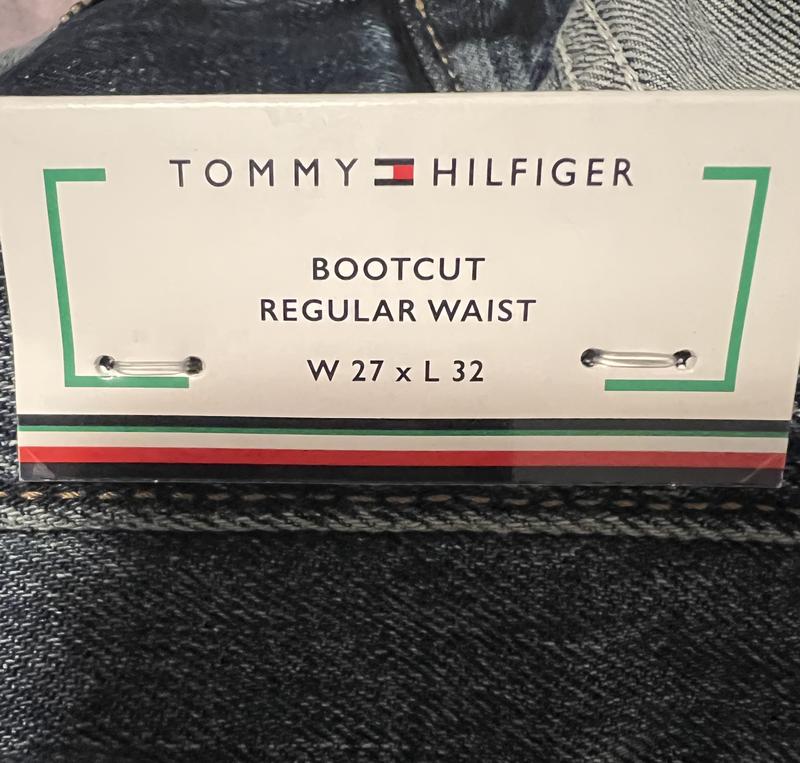 TOMMY HILFIGER
BOOTCUT
REGULAR WAIST
W 27 x L 32